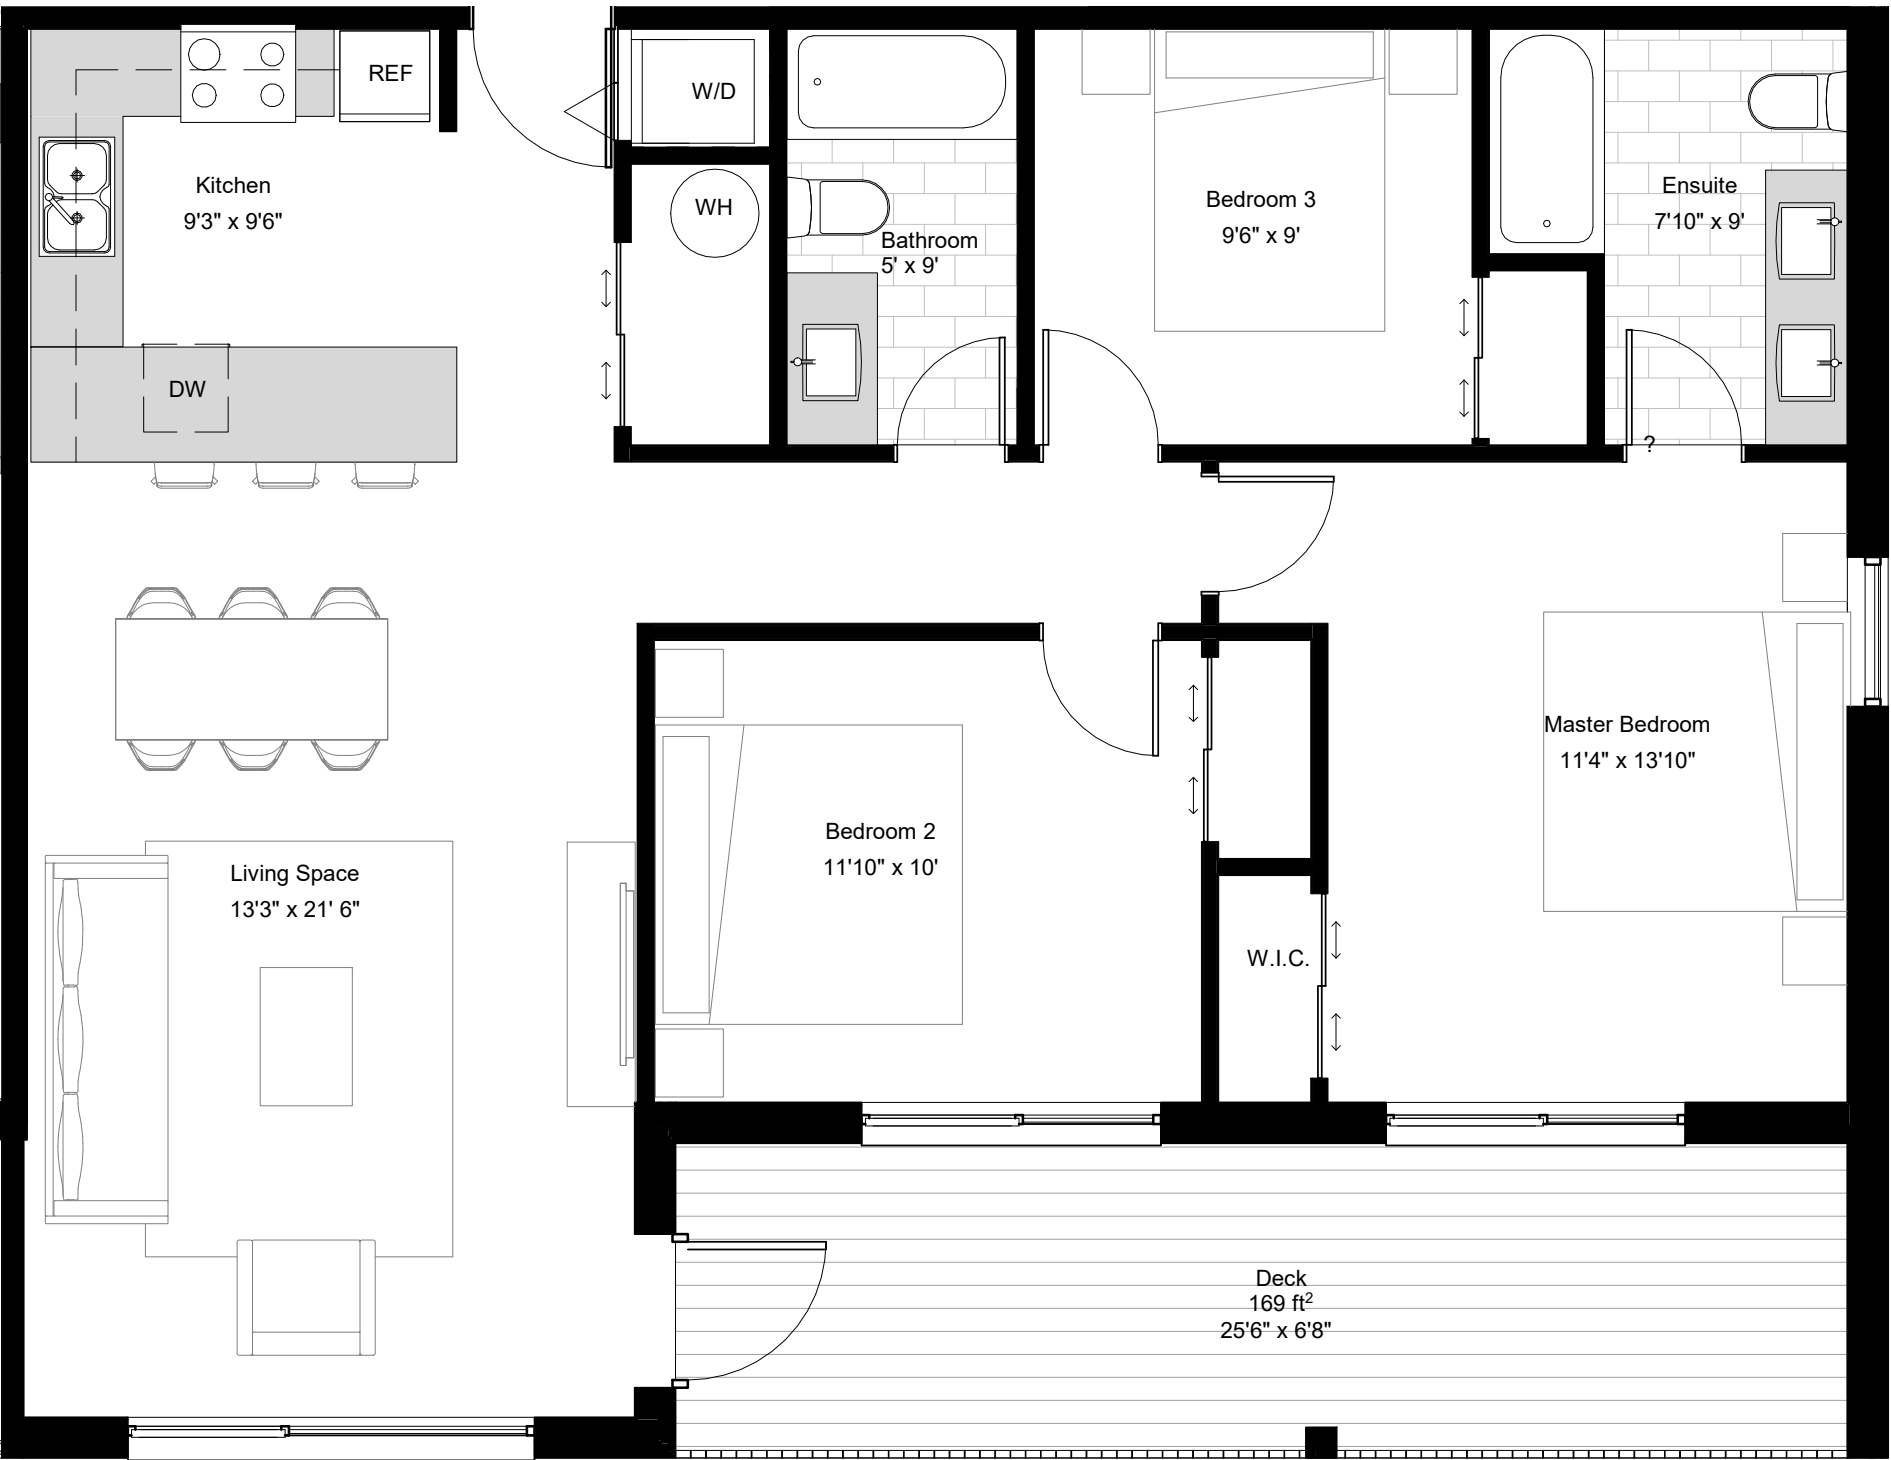 REF
W/D
Kitchen
9'3" x 9'6"
WH
Bathroom
5' x 9'
Bedroom 3
9'6" x 9'
Ensuite
7'10" x 9'
DW
?
Master Bedroom
11'4" x 13'10"
Bedroom 2
11'10" x 10'
Living Space
13'3" x 21' 6"
W.I.C.
Deck
169 ft²
25'6" x 6'8"